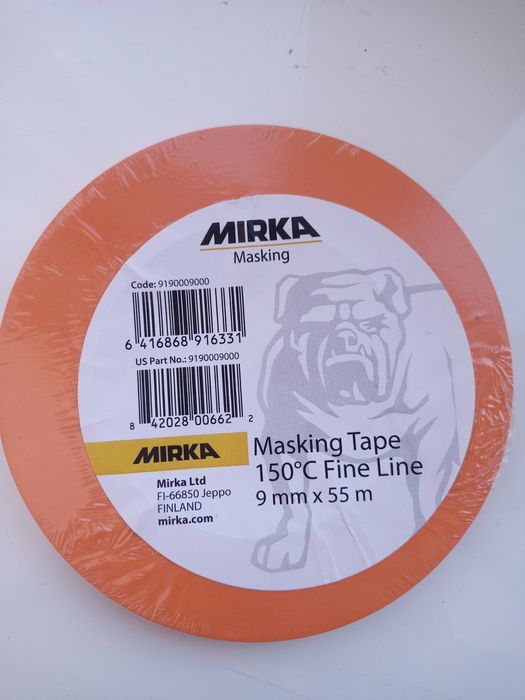 MIRKA
Masking
Code: 9190009000
6 416868 916331
US Part No.: 9190009000
8 42028 00662 2
MIRKA
Masking Tape
150°C Fine Line
9 mm x 55 m
Mirka Ltd
FI-66850 Jeppo
FINLAND
mirka.com